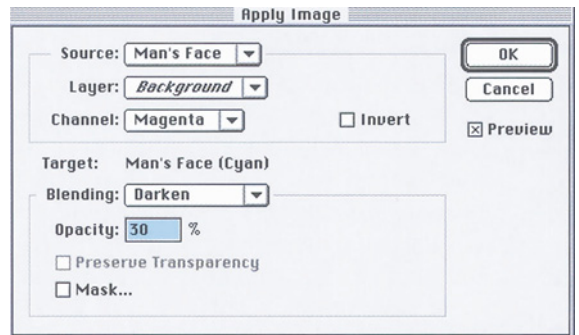 Apply Image
Source: Man's Face
OK
Layer: Background
Cancel
Channel: Magenta
Invert
Preview
Target: Man's Face (Cyan)
Blending: Darken
Opacity: 30 %
Preserve Transparency
Mask...